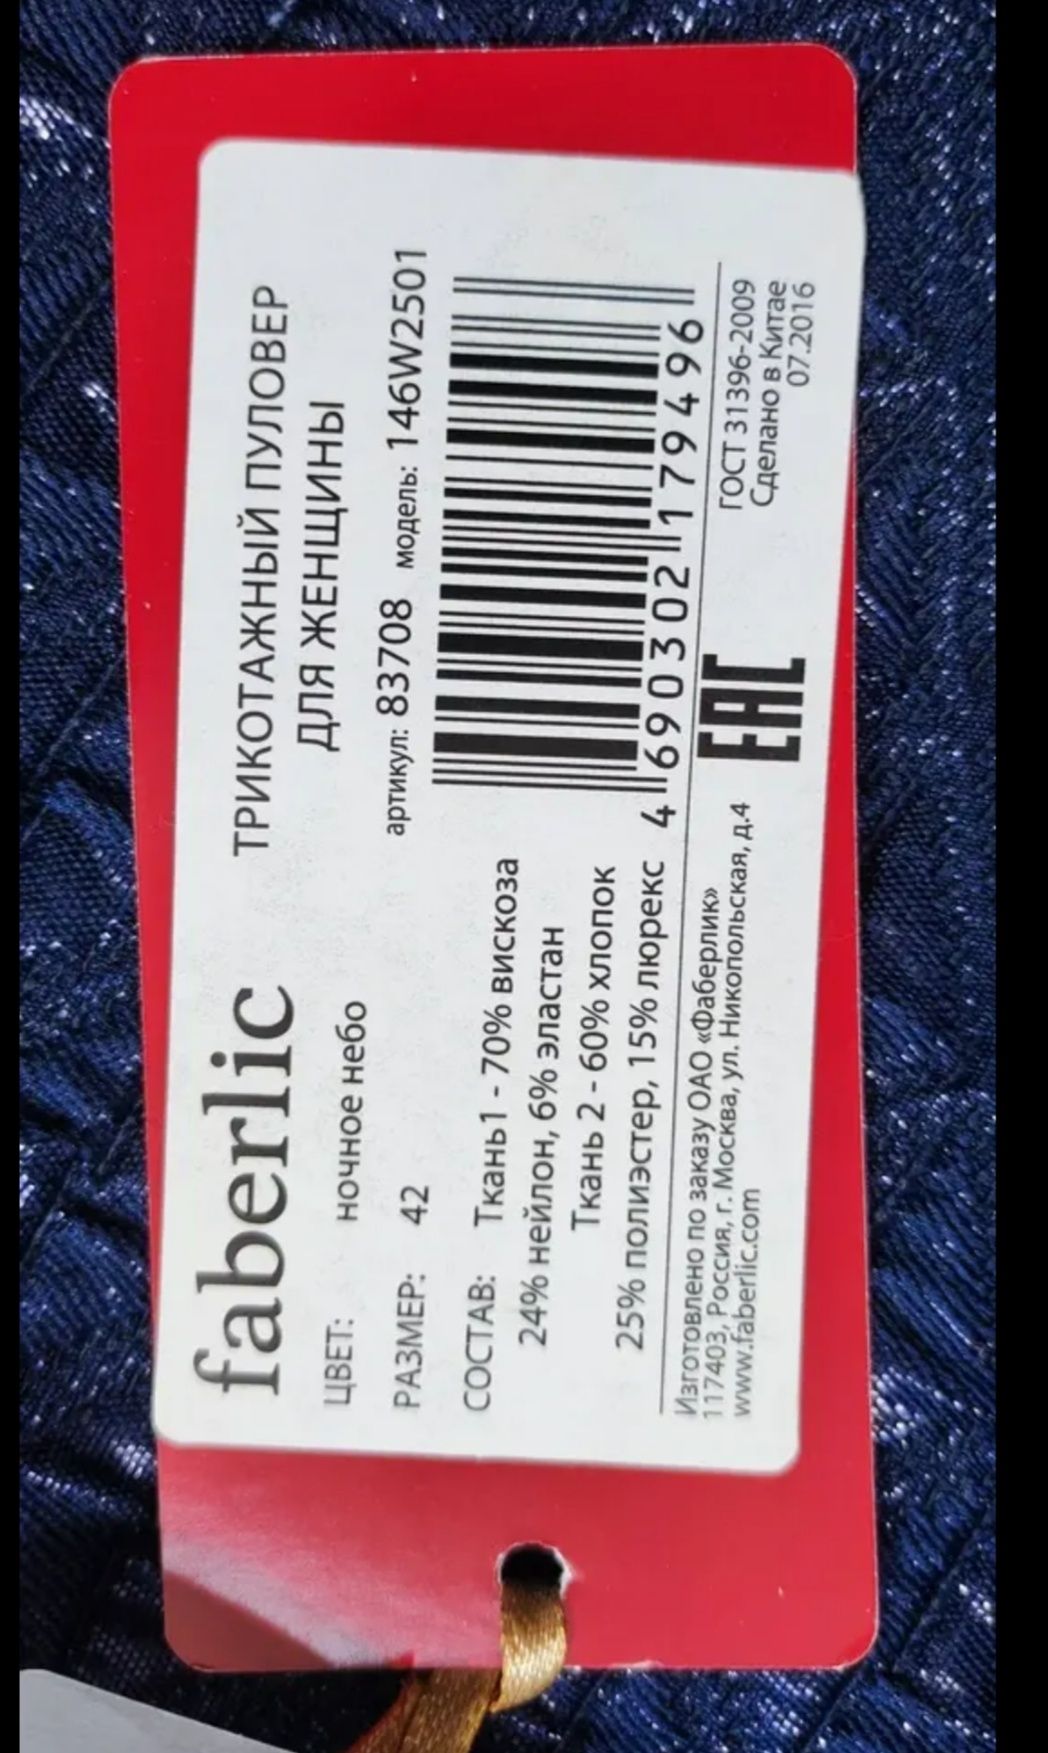 faberlic
ТРИКОТАЖНЫЙ ПУЛОВЕР
ДЛЯ ЖЕНЩИНЫ
ЦВЕТ: ночное небо
РАЗМЕР: 42
артикул: 83708 модель: 146W2501
СОСТАВ: Ткань1 - 70% вискоза
24% нейлон, 6% эластан
Ткань 2 - 60% хлопок
25% полиэстер, 15% люрекс
4 690302 179496
Изготовлено по заказу ОАО «Фаберлик»
117403, Россия, г. Москва, ул. Никопольская, д.4
www.faberlic.com
EAC
ГОСТ 31396-2009
Сделано в Китае
07.2016